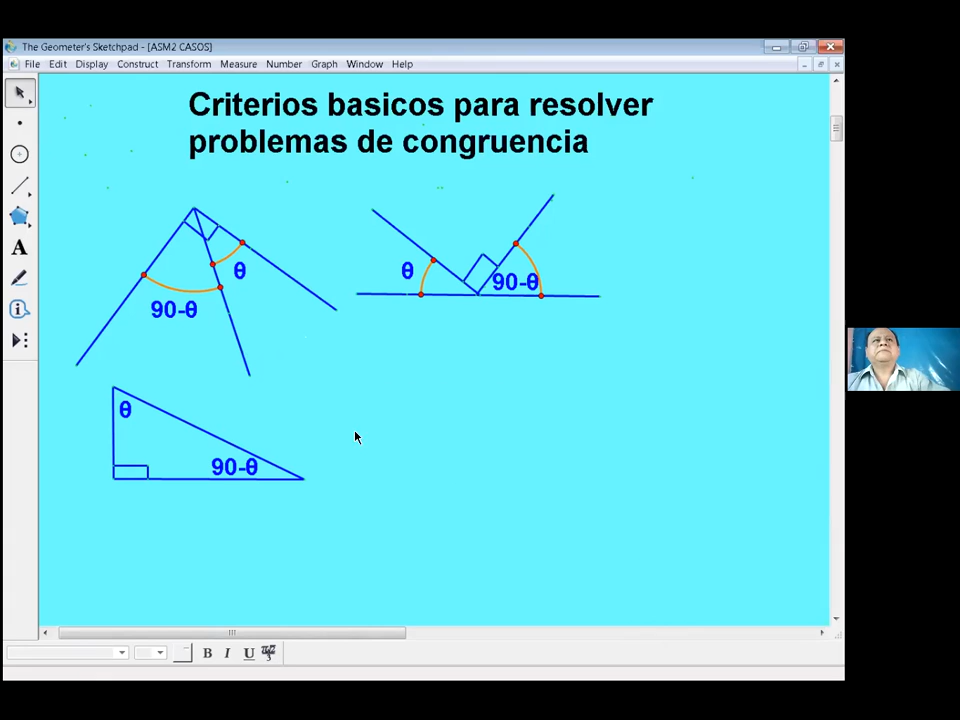 The Geometer's Sketchpad - [ASM2 CASOS]
File Edit Display Construct Transform Measure Number Graph Window Help
Criterios basicos para resolver
problemas de congruencia
θ
90-θ
θ
90-θ
θ
90-θ
A
B I U